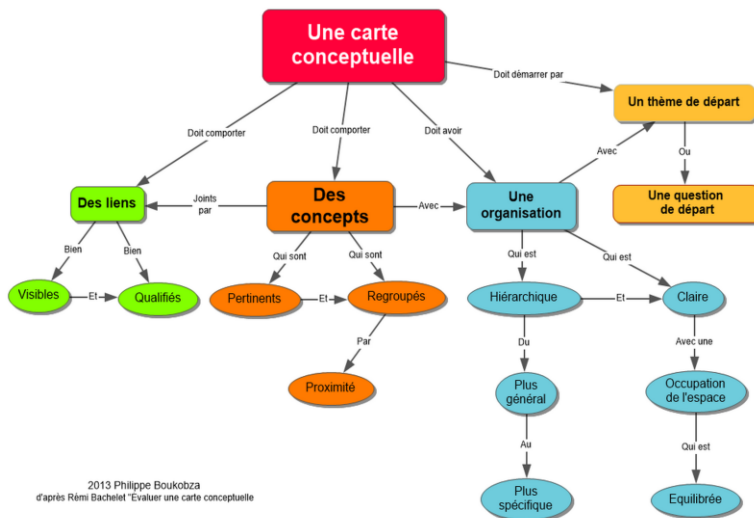 Une carte
conceptuelle
Doit démarrer par
Un thème de départ
Doit comporter
Doit comporter
Doit avoir
Avec
Ou
Des liens
Joints
par
Des
concepts
Avec
Une
organisation
Une question
de départ
Bien
Bien
Qui sont
Qui sont
Qui est
Qui est
Visibles
Et
Qualifiés
Pertinents
Et
Regroupés
Hiérarchique
Et
Claire
Par
Du
Avec une
Proximité
Plus
général
Occupation
de l'espace
Au
Qui est
Plus
spécifique
Equilibrée
2013 Philippe Boukobza
d'après Rémi Bachelet "Evaluer une carte conceptuelle